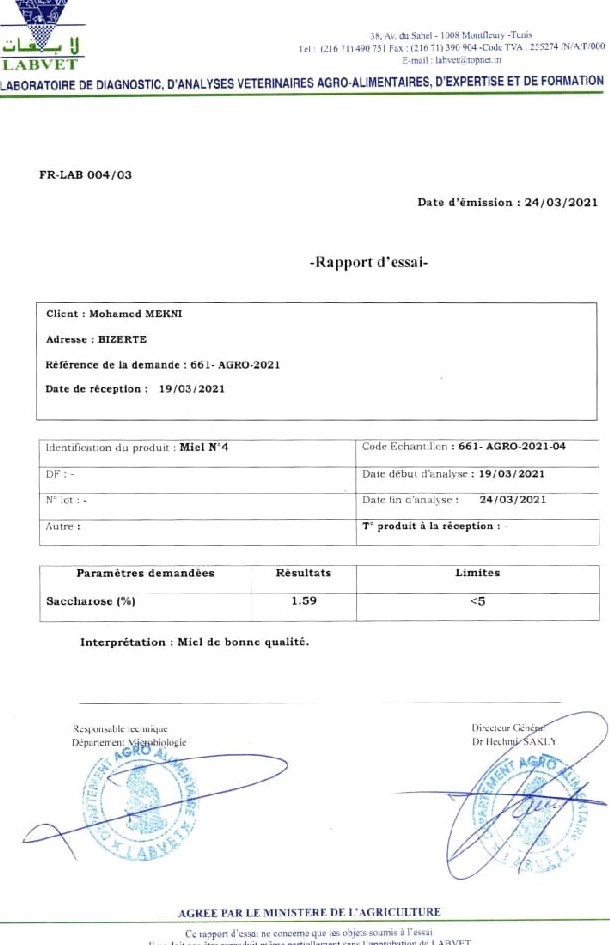 لابعات
LABVET
38, Av. du Sahel - 1008 Montfleury -Tunis
Tel : (216 71) 490 751 Fax : (216 71) 390 904 -Code TVA : 255274 /N/A/T/000
E-mail : labvet@topnet.tn
LABORATOIRE DE DIAGNOSTIC, D'ANALYSES VETERINAIRES AGRO-ALIMENTAIRES, D'EXPERTISE ET DE FORMATION
FR-LAB 004/03
Date d'émission : 24/03/2021
-Rapport d'essai-
Client : Mohamed MEKNI
Adresse : BIZERTE
Référence de la demande : 661- AGRO-2021
Date de réception : 19/03/2021
Identification du produit : Miel N°4
Code Echantillon : 661- AGRO-2021-04
DF : -
Date début d'analyse : 19/03/2021
N° lot : -
Date fin d'analyse : 24/03/2021
Autre :
T° produit à la réception : -
Paramètres demandées Résultats Limites
Saccharose (%) 1.59 <5
Interprétation : Miel de bonne qualité.
Responsable technique
Département Microbiologie
Directeur Général
Dr Hechmi SAKLY
DEPARTEMENT AGRO ALIMENTAIRE
LABVET
DEPARTEMENT AGRO ALIMENTAIRE
LABVET
AGREE PAR LE MINISTERE DE L'AGRICULTURE
Ce rapport d'essai ne concerne que les objets soumis à l'essai
être reproduit même partiellement sans l'approbation de LABVET